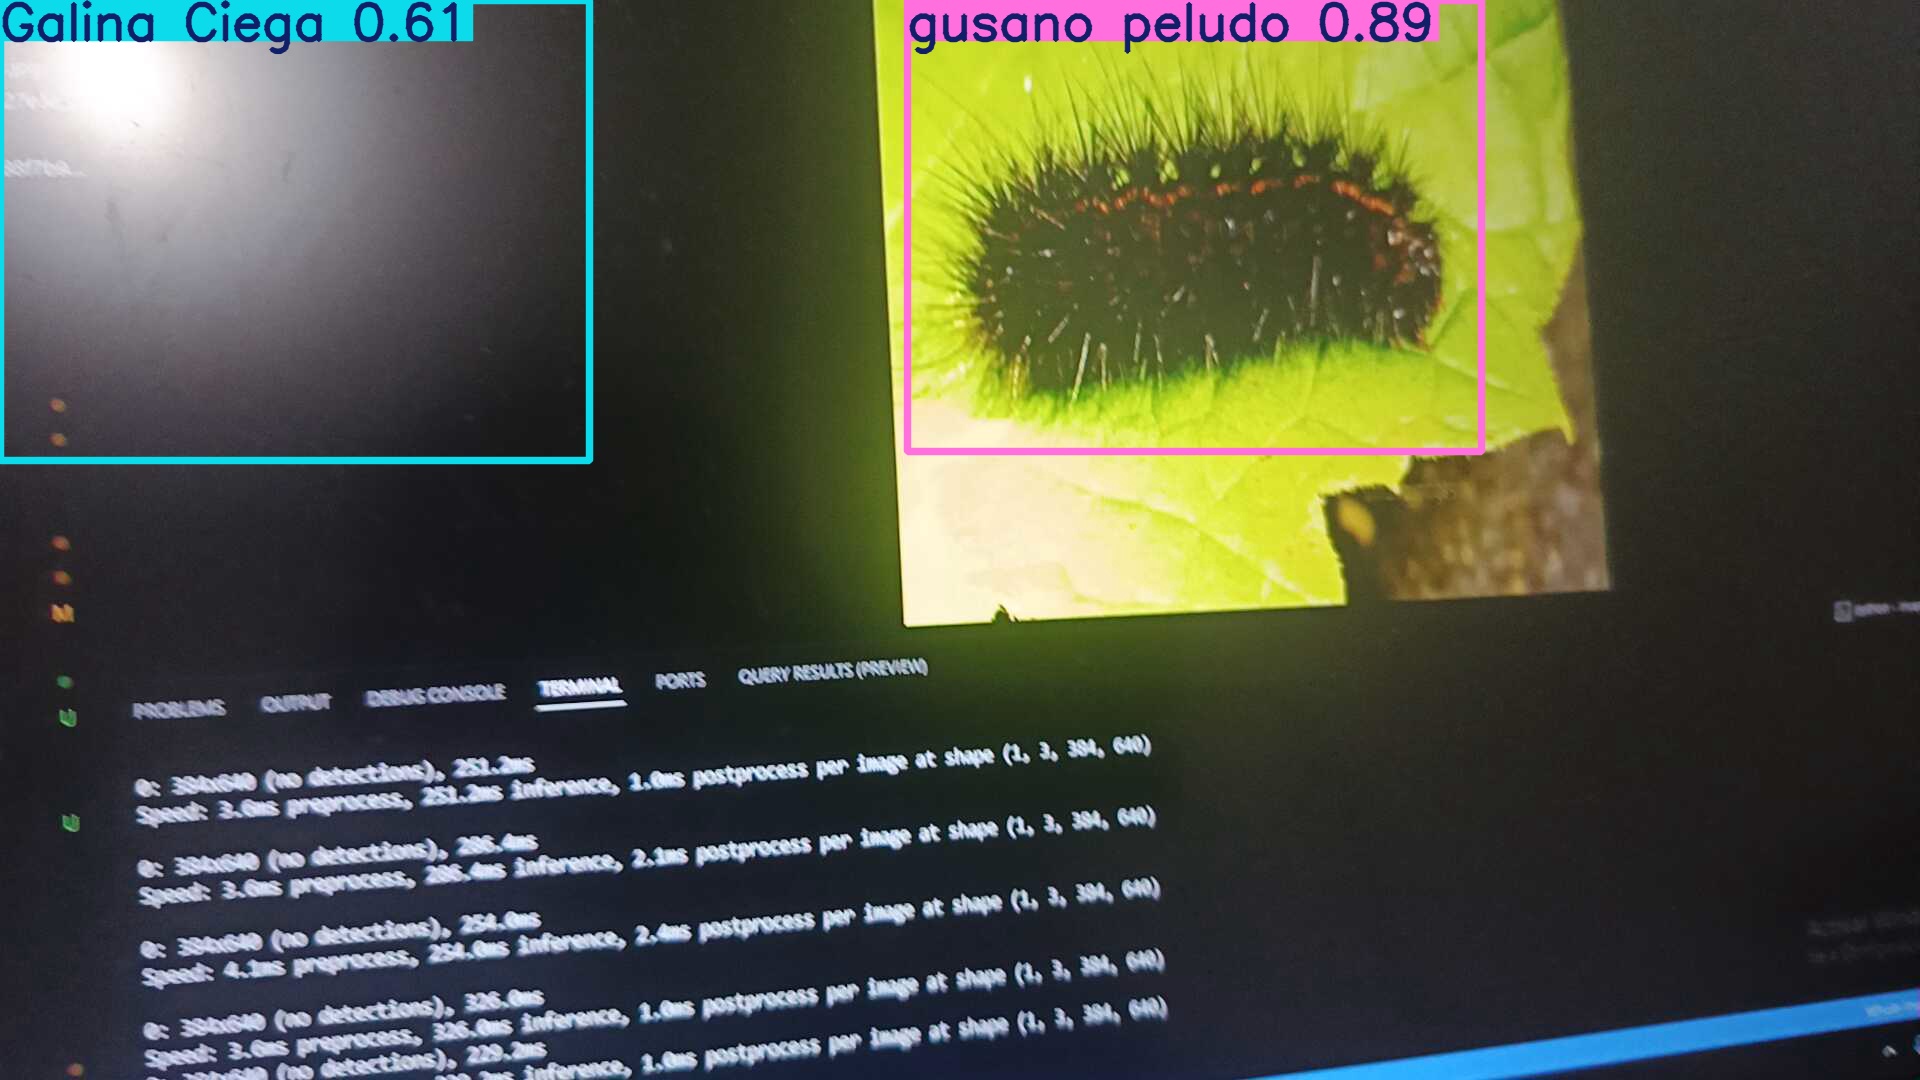 Galina Ciega 0.61
gusano peludo 0.89
M
U
U
PROBLEMS OUTPUT DEBUG CONSOLE TERMINAL PORTS QUERY RESULTS (PREVIEW)
0: 384x640 (no detections), 251.2ms
Speed: 3.0ms preprocess, 251.2ms inference, 1.0ms postprocess per image at shape (1, 3, 384, 640)
0: 384x640 (no detections), 286.4ms
Speed: 3.0ms preprocess, 286.4ms inference, 2.1ms postprocess per image at shape (1, 3, 384, 640)
0: 384x640 (no detections), 254.0ms
Speed: 4.1ms preprocess, 254.0ms inference, 2.4ms postprocess per image at shape (1, 3, 384, 640)
0: 384x640 (no detections), 326.0ms
Speed: 3.0ms preprocess, 326.0ms inference, 1.0ms postprocess per image at shape (1, 3, 384, 640)
0: 384x640 (no detections), 229.2ms
inference, 1.0ms postprocess per image at shape (1, 3, 384, 640)